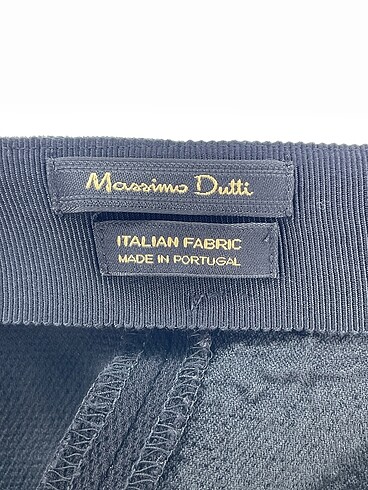 Massimo Dutti
ITALIAN FABRIC
MADE IN PORTUGAL